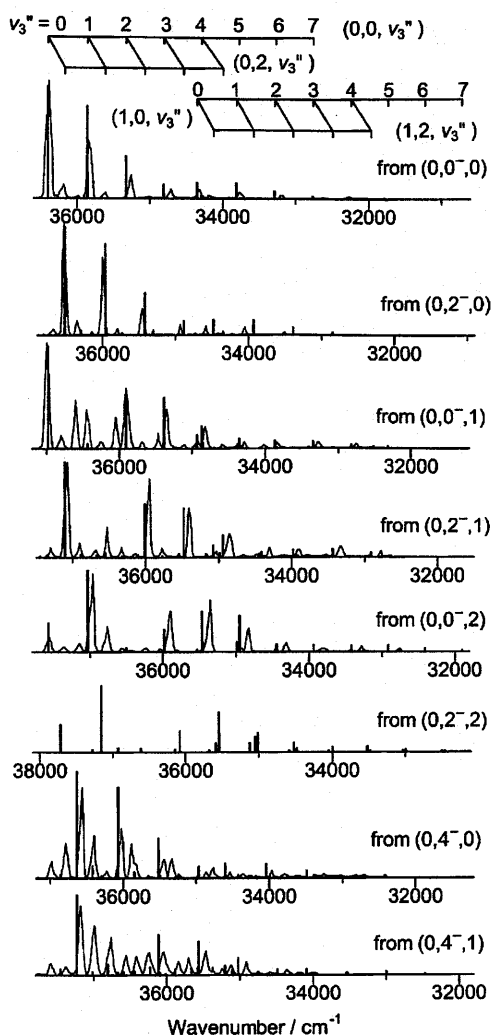 v3"= 0 1 2 3 4 5 6 7 (0,0, v3")
(0,2, v3")
0 1 2 3 4 5 6 7
(1,0, v3") (1,2, v3")
from (0,0⁻,0)
36000 34000 32000
from (0,2⁻,0)
36000 34000 32000
from (0,0⁻,1)
36000 34000 32000
from (0,2⁻,1)
36000 34000 32000
from (0,0⁻,2)
36000 34000 32000
from (0,2⁻,2)
38000 36000 34000
from (0,4⁻,0)
36000 34000 32000
from (0,4⁻,1)
36000 34000 32000
Wavenumber / cm⁻¹